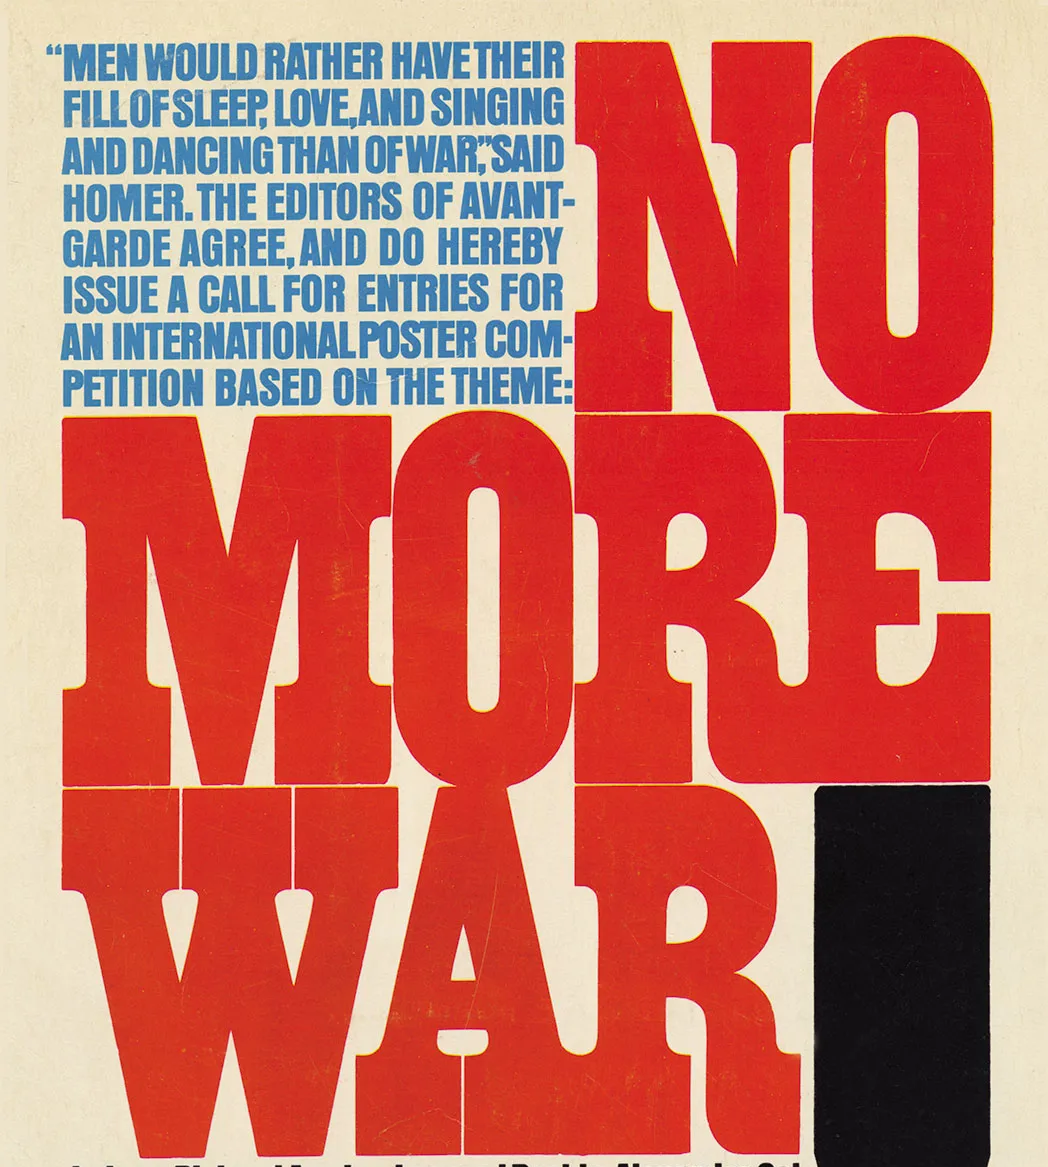 “MEN WOULD RATHER HAVE THEIR
FILL OF SLEEP, LOVE, AND SINGING
AND DANCING THAN OF WAR,” SAID
HOMER. THE EDITORS OF AVANT-
GARDE AGREE, AND DO HEREBY
ISSUE A CALL FOR ENTRIES FOR
AN INTERNATIONAL POSTER COM-
PETITION BASED ON THE THEME:
NO
MORE
WAR